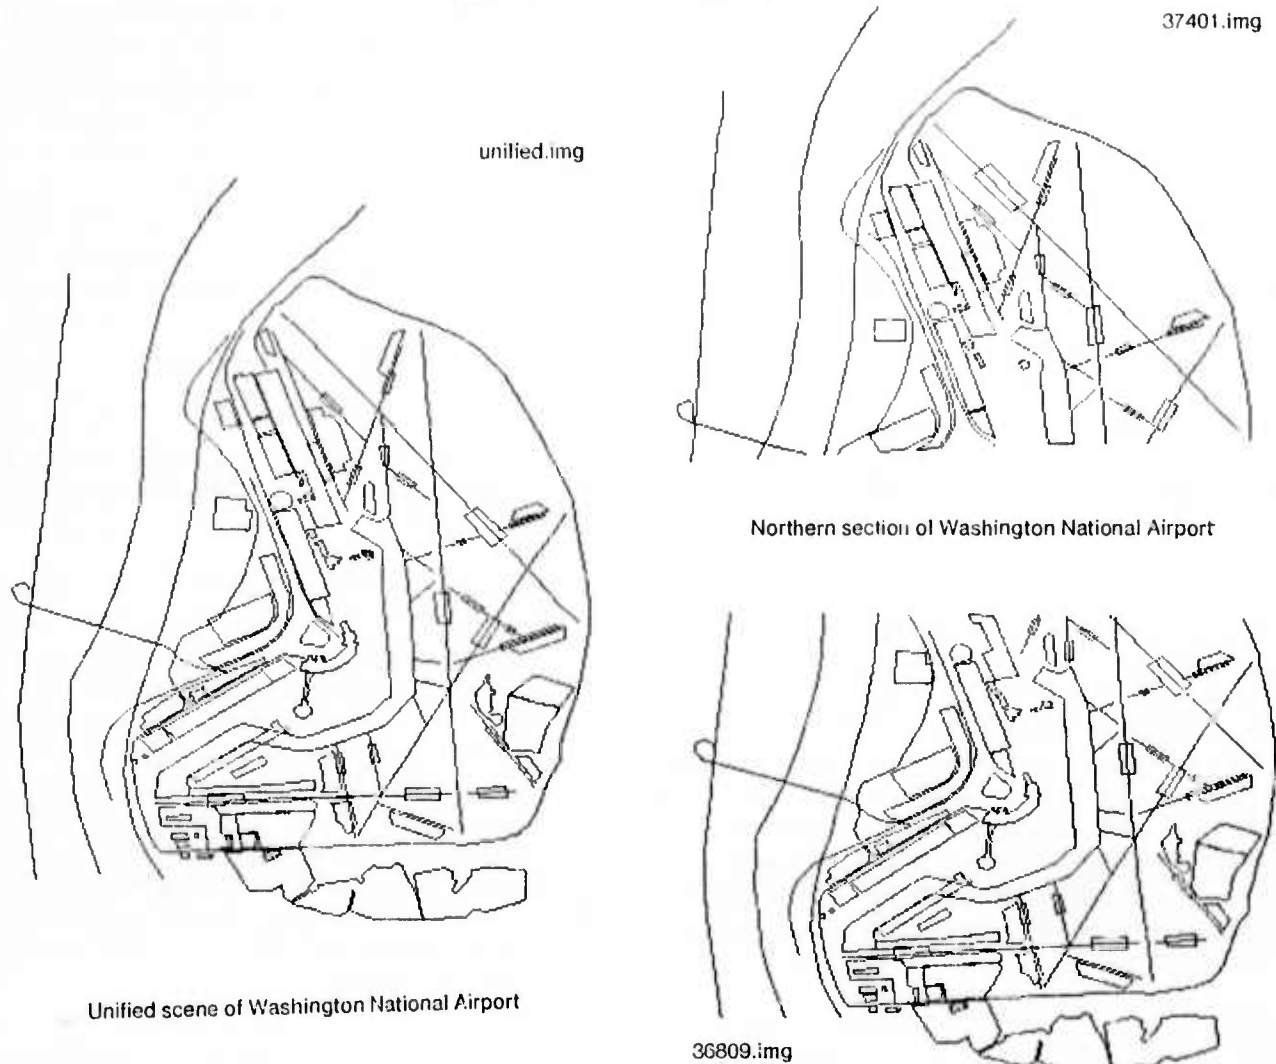 37401.img
unified.img
Northern section of Washington National Airport
Unified scene of Washington National Airport
36809.img